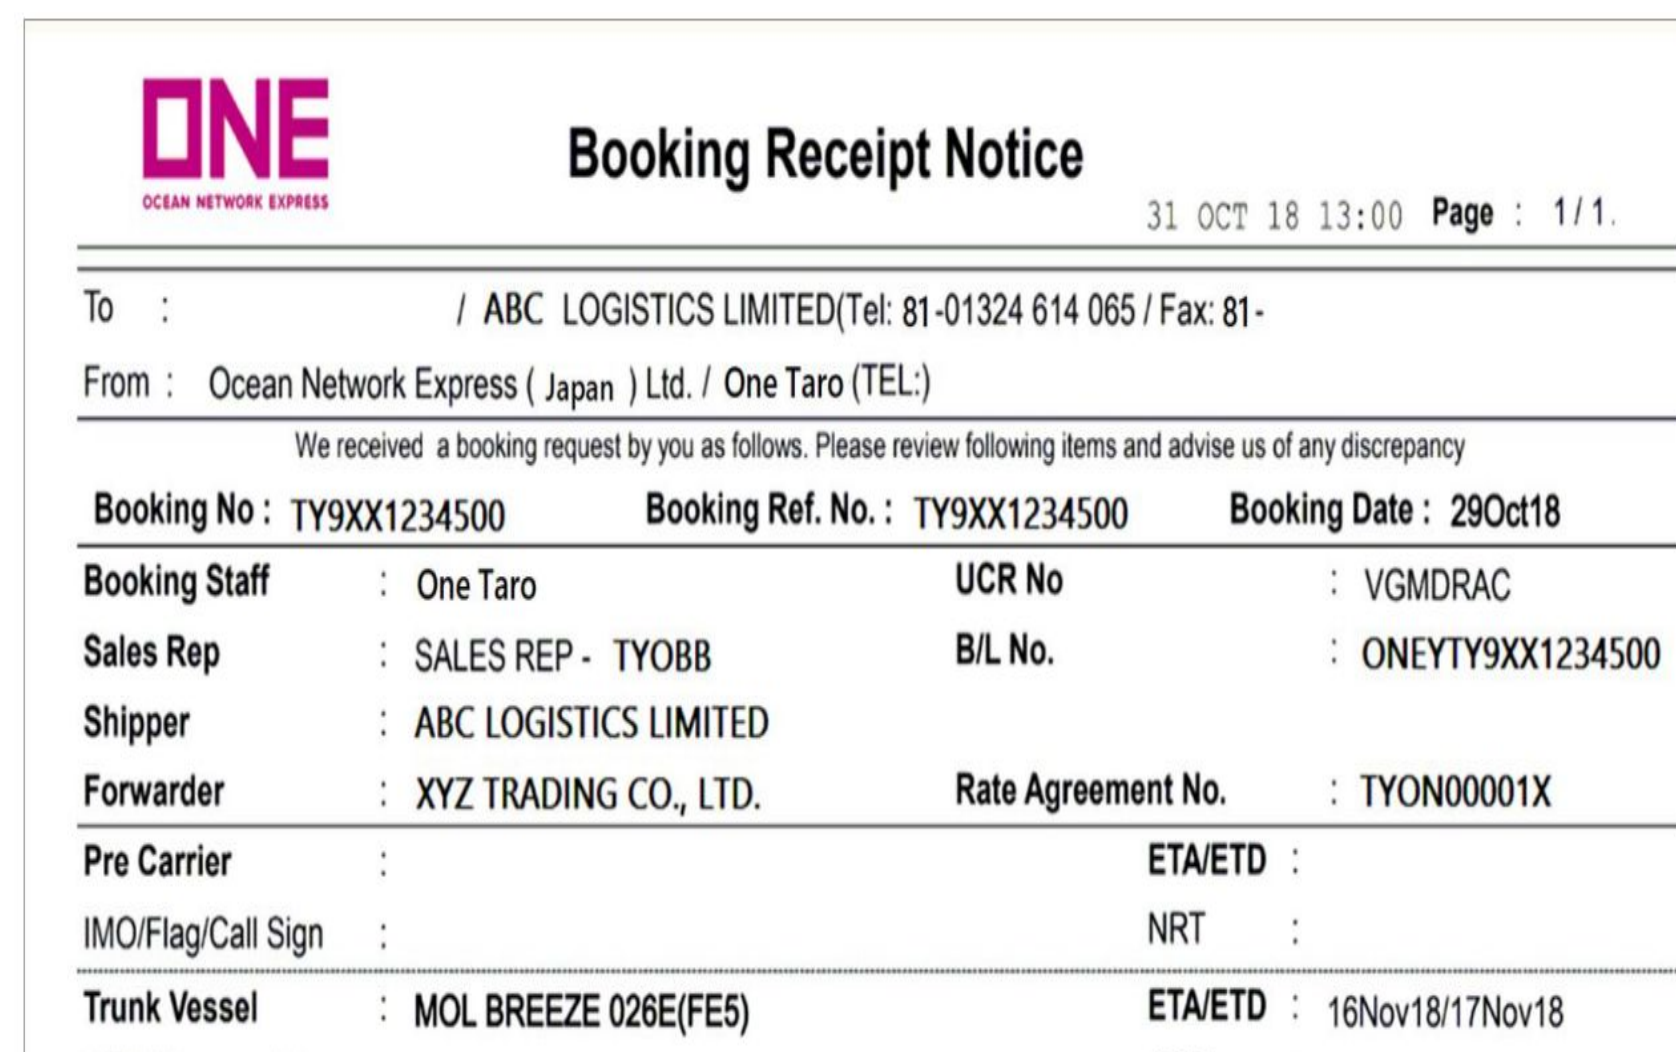 ONE
OCEAN NETWORK EXPRESS
Booking Receipt Notice
31 OCT 18 13:00 Page : 1/1.
To : / ABC LOGISTICS LIMITED(Tel: 81-01324 614 065 / Fax: 81-
From : Ocean Network Express ( Japan ) Ltd. / One Taro (TEL:)
We received a booking request by you as follows. Please review following items and advise us of any discrepancy
Booking No : TY9XX1234500 Booking Ref. No. : TY9XX1234500 Booking Date : 29Oct18
Booking Staff : One Taro UCR No : VGMDRAC
Sales Rep : SALES REP - TYOBB B/L No. : ONEYTY9XX1234500
Shipper : ABC LOGISTICS LIMITED
Forwarder : XYZ TRADING CO., LTD. Rate Agreement No. : TYON00001X
Pre Carrier : ETA/ETD :
IMO/Flag/Call Sign : NRT :
Trunk Vessel : MOL BREEZE 026E(FE5) ETA/ETD : 16Nov18/17Nov18